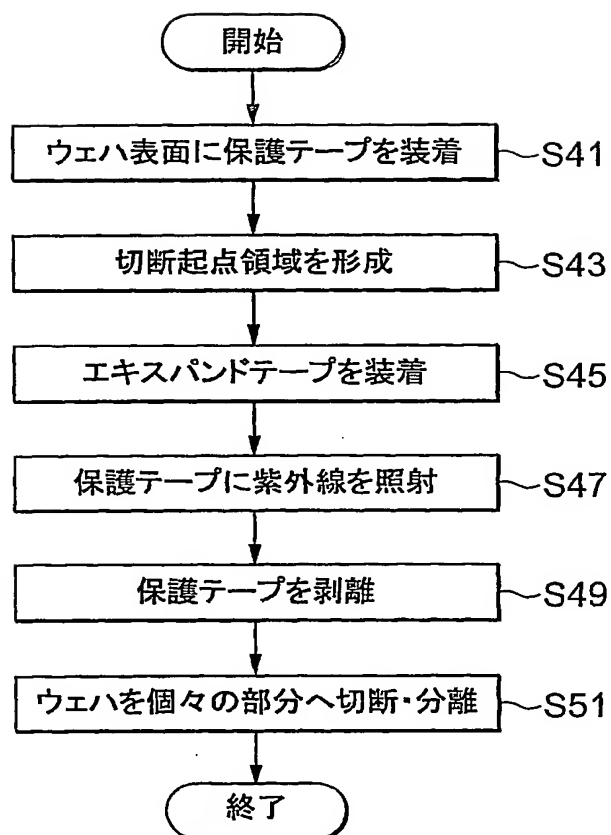 開始
ウェハ表面に保護テープを装着 S41
切断起点領域を形成 S43
エキスパンドテープを装着 S45
保護テープに紫外線を照射 S47
保護テープを剥離 S49
ウェハを個々の部分へ切断・分離 S51
終了